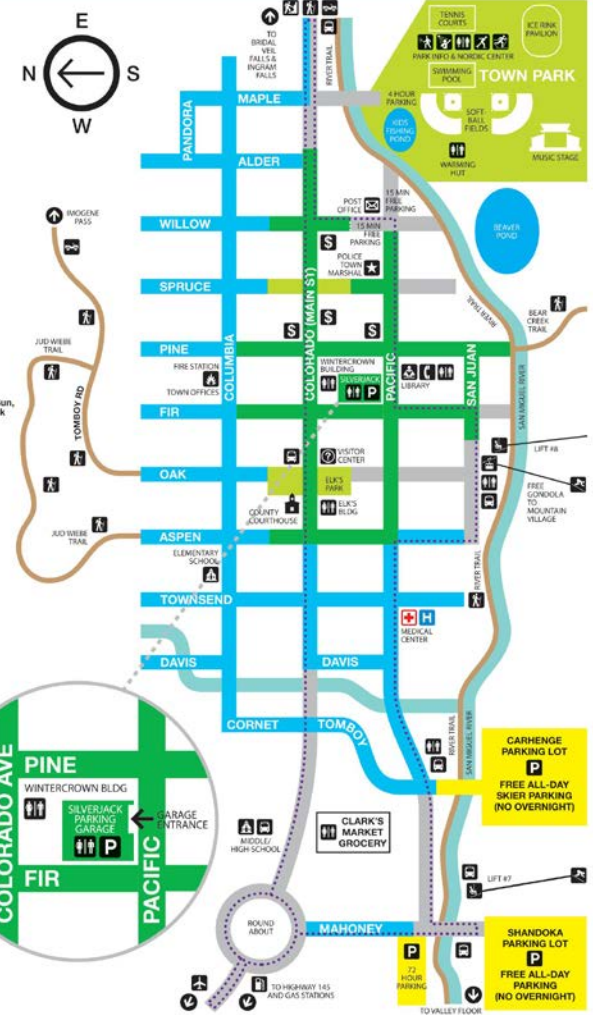 E
N
S
W
TO
BRIDAL
VEIL
FALLS &
INGRAM
FALLS
RIVER TRAIL
TENNIS
COURTS
ICE RINK
PAVILION
PARK INFO & NORDIC CENTER
SWIMMING
POOL
TOWN PARK
4 HOUR
PARKING
SOFT-
BALL
FIELDS
KIDS
FISHING
POND
WARMING
HUT
MUSIC STAGE
PANDORA
MAPLE
ALDER
15 MIN
FREE
PARKING
POST
OFFICE
IMOGENE
PASS
WILLOW
15 MIN
FREE
PARKING
BEAVER
POND
$
POLICE
TOWN
MARSHAL
SPRUCE
COLORADO (MAIN ST)
RIVER TRAIL
BEAR
CREEK
TRAIL
$
$
$
JUD WIEBE
TRAIL
PINE
COLUMBIA
PACIFIC
SAN JUAN
SAN MIGUEL RIVER
FIRE STATION
TOWN OFFICES
WINTERCROWN
BUILDING
SILVERJACK
P
LIBRARY
TOMBOY RD
FIR
LIFT #8
OAK
?
VISITOR
CENTER
ELK'S
PARK
FREE
GONDOLA
TO
MOUNTAIN
VILLAGE
COUNTY
COURTHOUSE
ELK'S
BLDG
JUD WIEBE
TRAIL
ASPEN
ELEMENTARY
SCHOOL
RIVER TRAIL
TOWNSEND
H
MEDICAL
CENTER
DAVIS
DAVIS
CORNET
TOMBOY
RIVER TRAIL
SAN MIGUEL RIVER
CARHENGE
PARKING LOT
P
FREE ALL-DAY
SKIER PARKING
(NO OVERNIGHT)
COLORADO AVE
PINE
WINTERCROWN BLDG
SILVERJACK
PARKING
GARAGE
P
GARAGE
ENTRANCE
FIR
PACIFIC
MIDDLE/
HIGH-SCHOOL
CLARK'S
MARKET
GROCERY
LIFT #7
ROUND
ABOUT
MAHONEY
P
72
HOUR
PARKING
SHANDOKA
PARKING LOT
P
FREE ALL-DAY
PARKING
(NO OVERNIGHT)
TO HIGHWAY 145
AND GAS STATIONS
TO VALLEY FLOOR